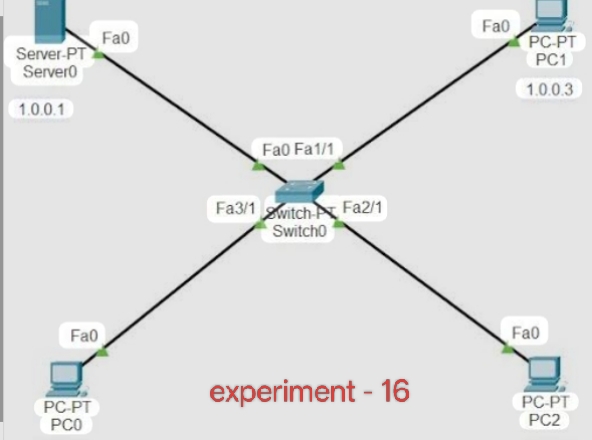 Fa0
Server-PT
Server0
1.0.0.1
Fa0
PC-PT
PC1
1.0.0.3
Fa0 Fa1/1
Fa3/1
Switch-PT
Fa2/1
Switch0
Fa0
PC-PT
PC0
experiment - 16
Fa0
PC-PT
PC2